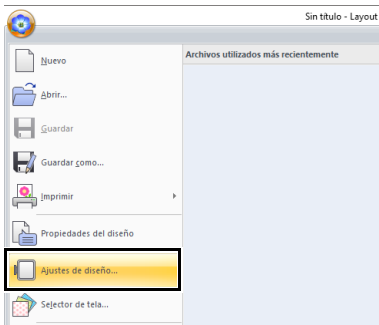 Sin título - Layout
Archivos utilizados más recientemente
Nuevo
Abrir...
Guardar
Guardar como...
Imprimir
Propiedades del diseño
Ajustes de diseño...
Selector de tela...